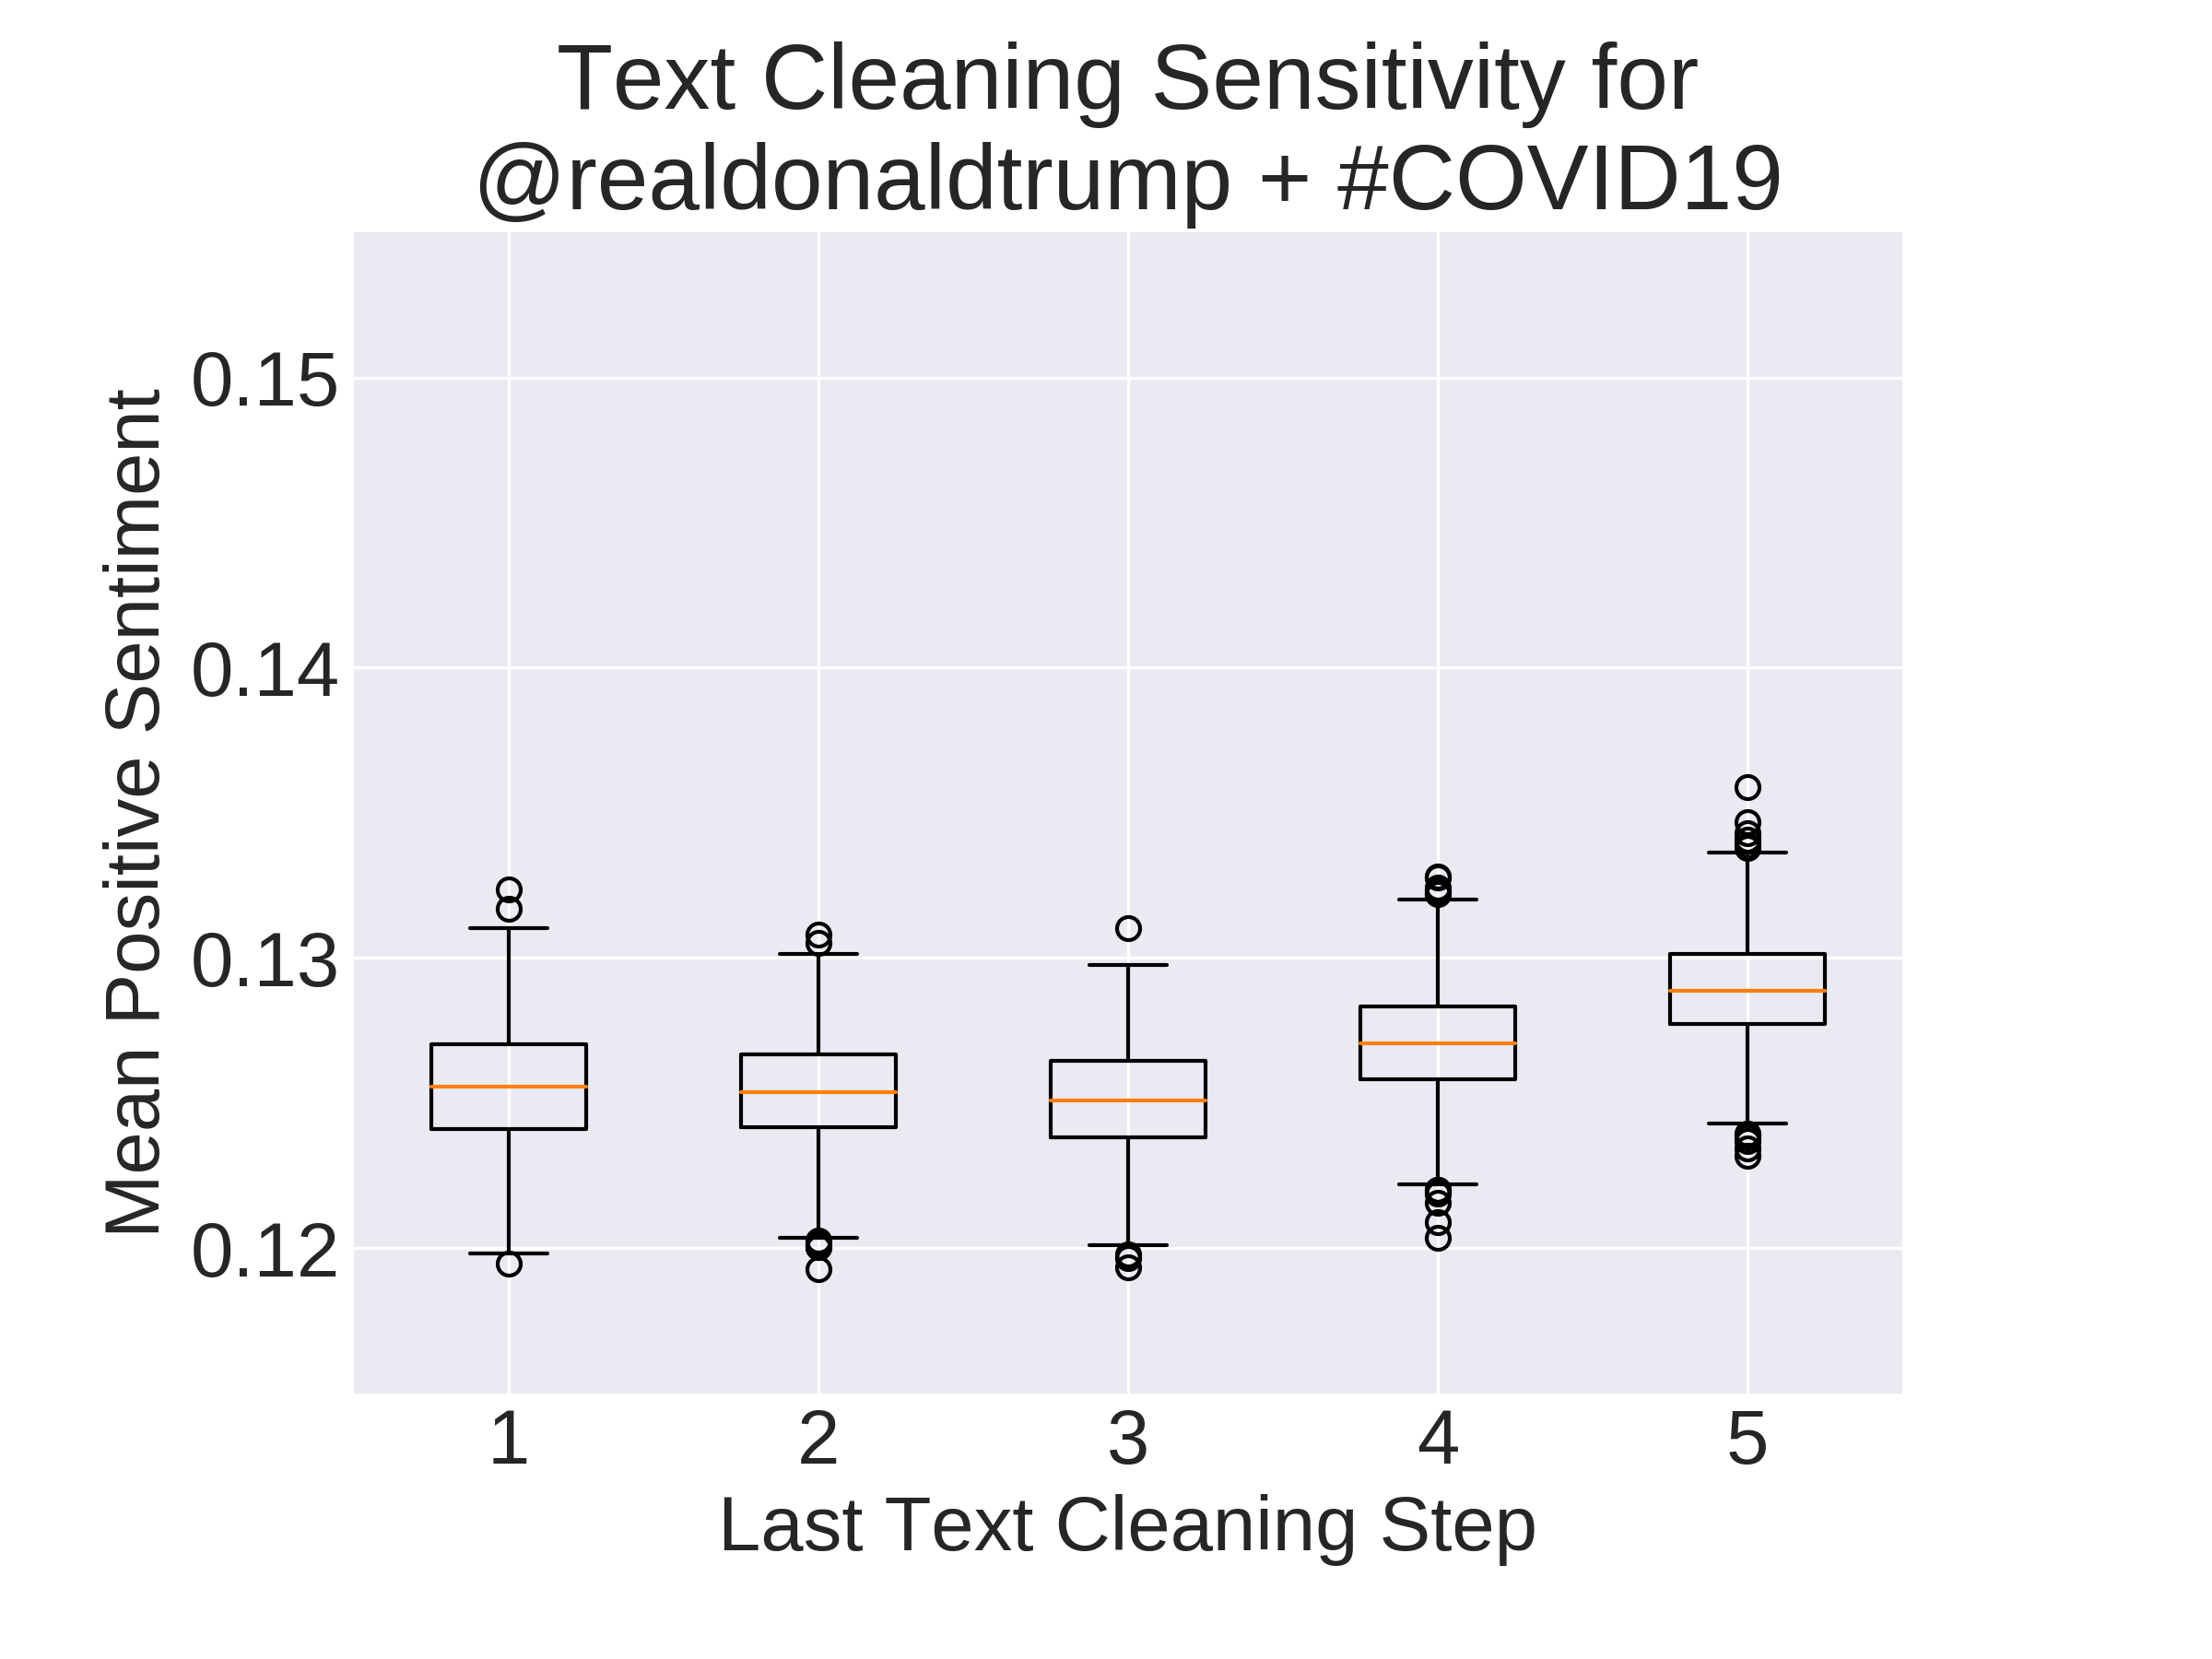 Text Cleaning Sensitivity for
@realdonaldtrump + #COVID19
Mean Positive Sentiment
0.15
0.14
0.13
0.12
1 2 3 4 5
Last Text Cleaning Step